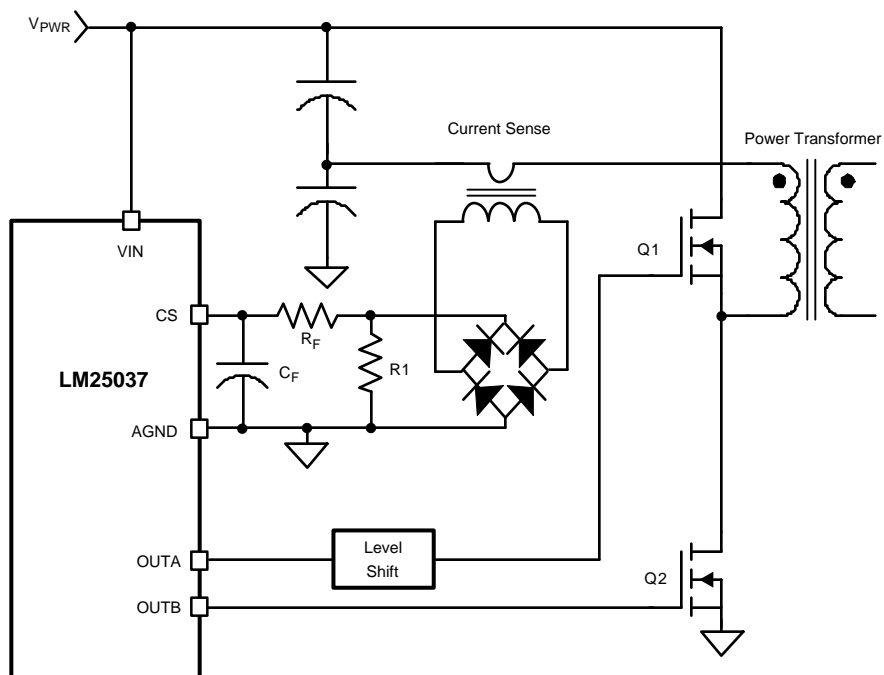 VPWR
Current Sense
Power Transformer
VIN
Q1
CS
RF
R1
CF
LM25037
AGND
OUTA
Level
Shift
Q2
OUTB